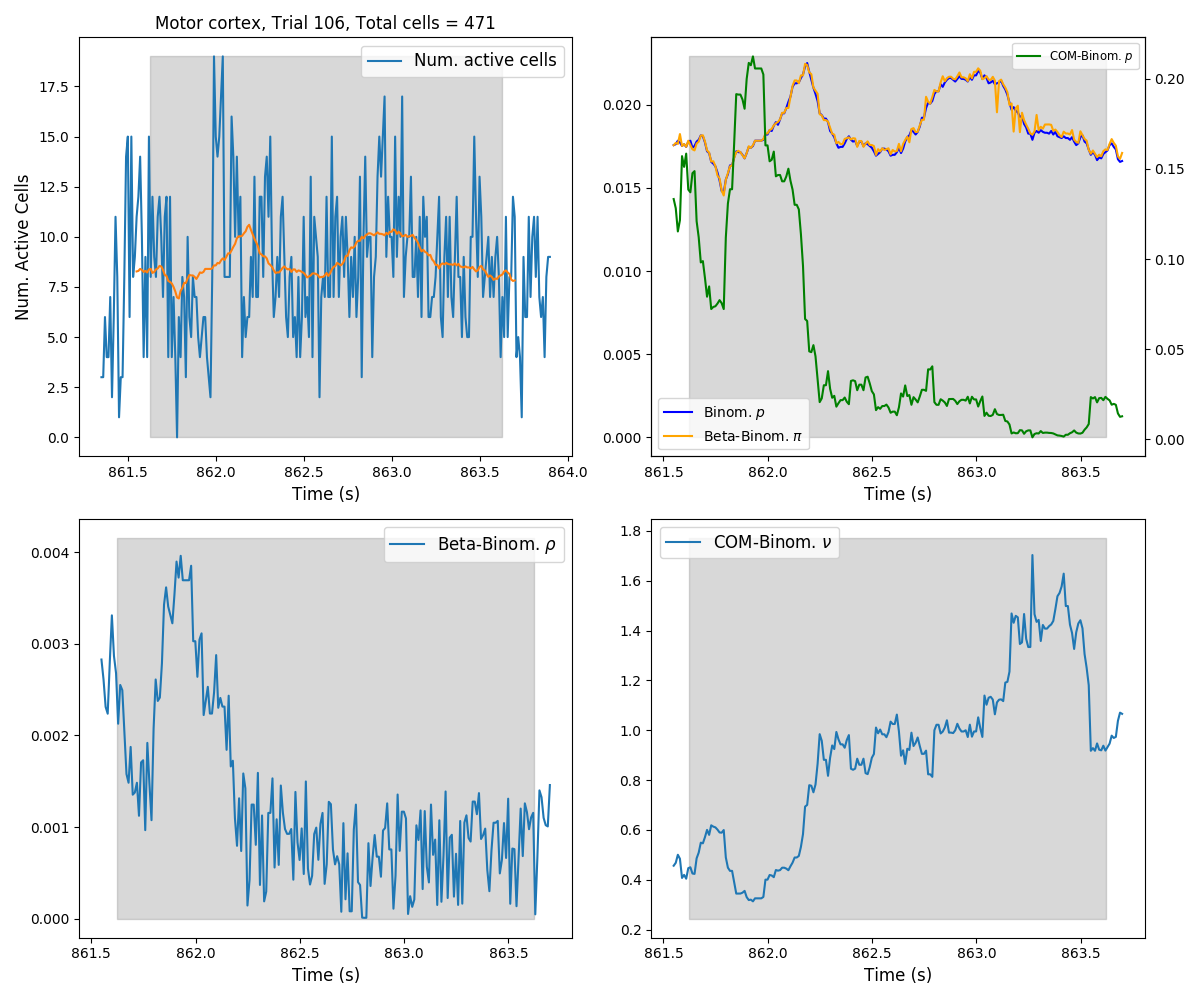 Motor cortex, Trial 106, Total cells = 471
Num. active cells
Num. Active Cells
17.5
15.0
12.5
10.0
7.5
5.0
2.5
0.0
861.5 862.0 862.5 863.0 863.5 864.0
Time (s)
COM-Binom. p
0.020
0.015
0.010
0.005
0.000
0.20
0.15
0.10
0.05
0.00
Binom. p
Beta-Binom. π
861.5 862.0 862.5 863.0 863.5
Time (s)
Beta-Binom. ρ
0.004
0.003
0.002
0.001
0.000
861.5 862.0 862.5 863.0 863.5
Time (s)
COM-Binom. ν
1.8
1.6
1.4
1.2
1.0
0.8
0.6
0.4
0.2
861.5 862.0 862.5 863.0 863.5
Time (s)